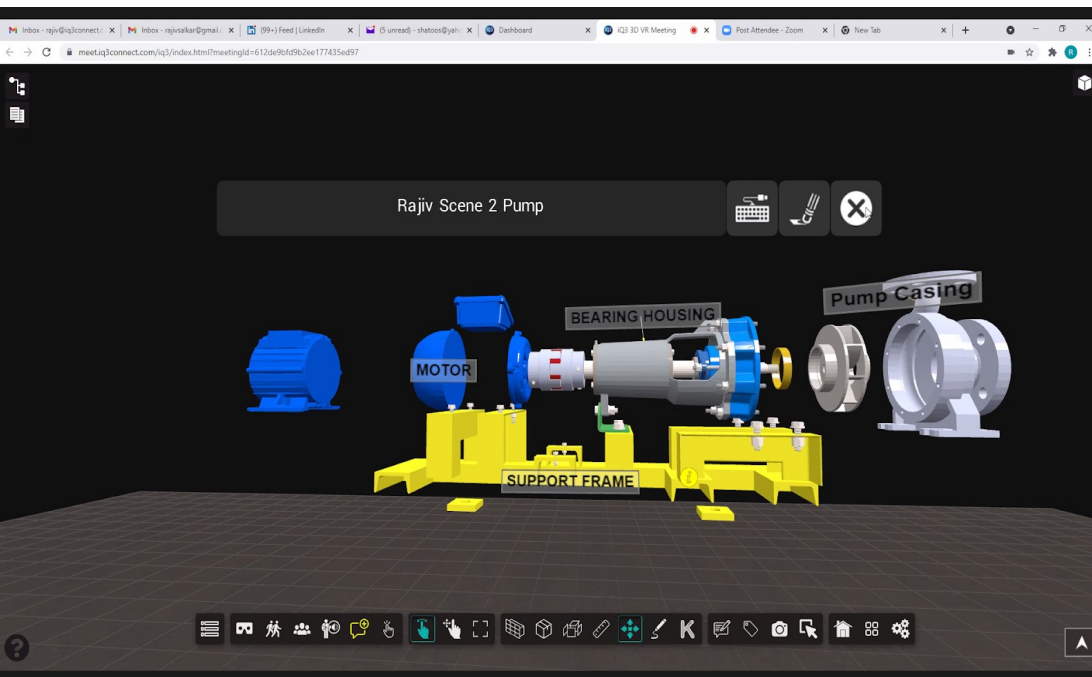 Inbox - rajiv@iq3connect.c
Inbox - rajivsalkar@gmail.c
(99+) Feed | LinkedIn
(5 unread) - shatoss@yaho
Dashboard
iQ3 3D VR Meeting
Post Attendee - Zoom
New Tab
meet.iq3connect.com/iq3/index.html?meetingId=612de9bfd9b2ee177435ed97
R
Rajiv Scene 2 Pump
Pump Casing
BEARING HOUSING
MOTOR
SUPPORT FRAME
K
?